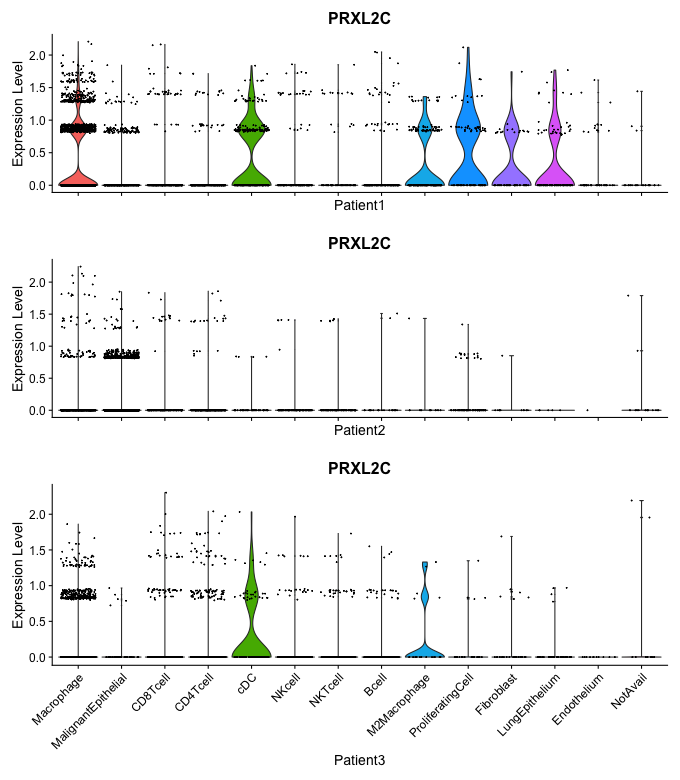 PRXL2C
Expression Level
2.0
1.5
1.0
0.5
0.0
Patient1
PRXL2C
Expression Level
2.0
1.5
1.0
0.5
0.0
Patient2
PRXL2C
Expression Level
2.0
1.5
1.0
0.5
0.0
Macrophage
MalignantEpithelial
CD8Tcell
CD4Tcell
cDC
NKcell
NKTcell
Bcell
M2Macrophage
ProliferatingCell
Fibroblast
LungEpithelium
Endothelium
NotAvail
Patient3